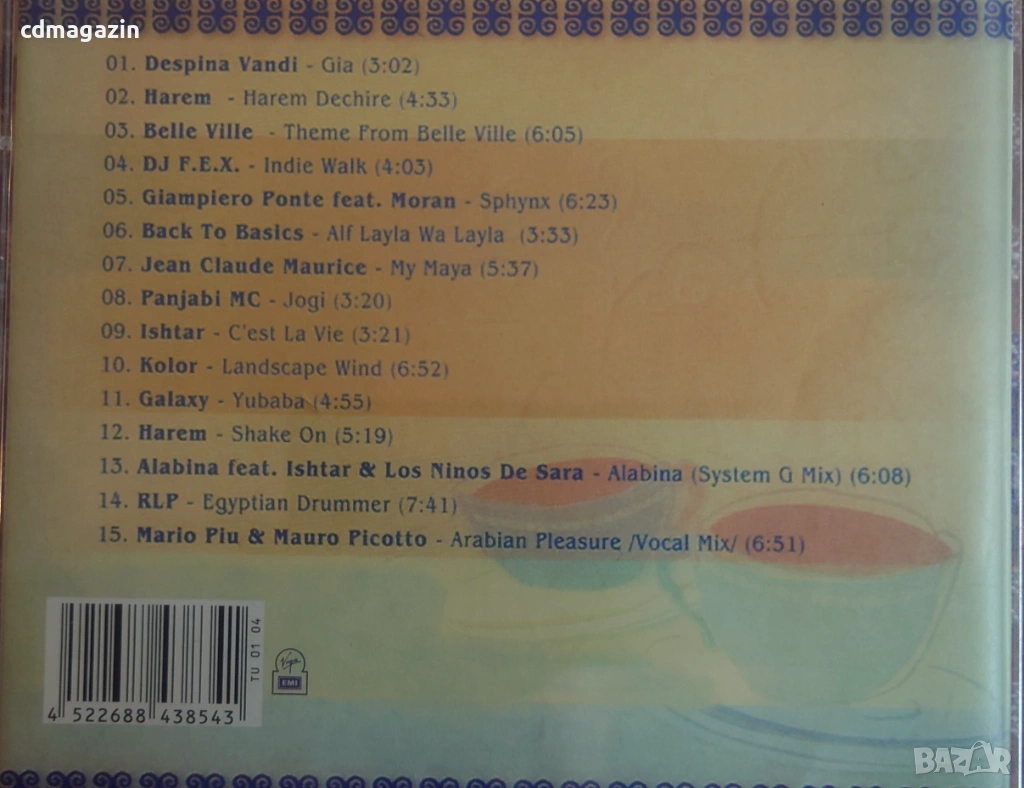 cdmagazin
01. Despina Vandi - Gia (3:02)
02. Harem - Harem Dechire (4:33)
03. Belle Ville - Theme From Belle Ville (6:05)
04. DJ F.E.X. - Indie Walk (4:03)
05. Giampiero Ponte feat. Moran - Sphynx (6:23)
06. Back To Basics - Alf Layla Wa Layla (3:33)
07. Jean Claude Maurice - My Maya (5:37)
08. Panjabi MC - Jogi (3:20)
09. Ishtar - C'est La Vie (3:21)
10. Kolor - Landscape Wind (6:52)
11. Galaxy - Yubaba (4:55)
12. Harem - Shake On (5:19)
13. Alabina feat. Ishtar & Los Ninos De Sara - Alabina (System G Mix) (6:08)
14. RLP - Egyptian Drummer (7:41)
15. Mario Piu & Mauro Picotto - Arabian Pleasure /Vocal Mix/ (6:51)
TU 01 04
Virgin
EMI
4 522688 438543
BAZAR